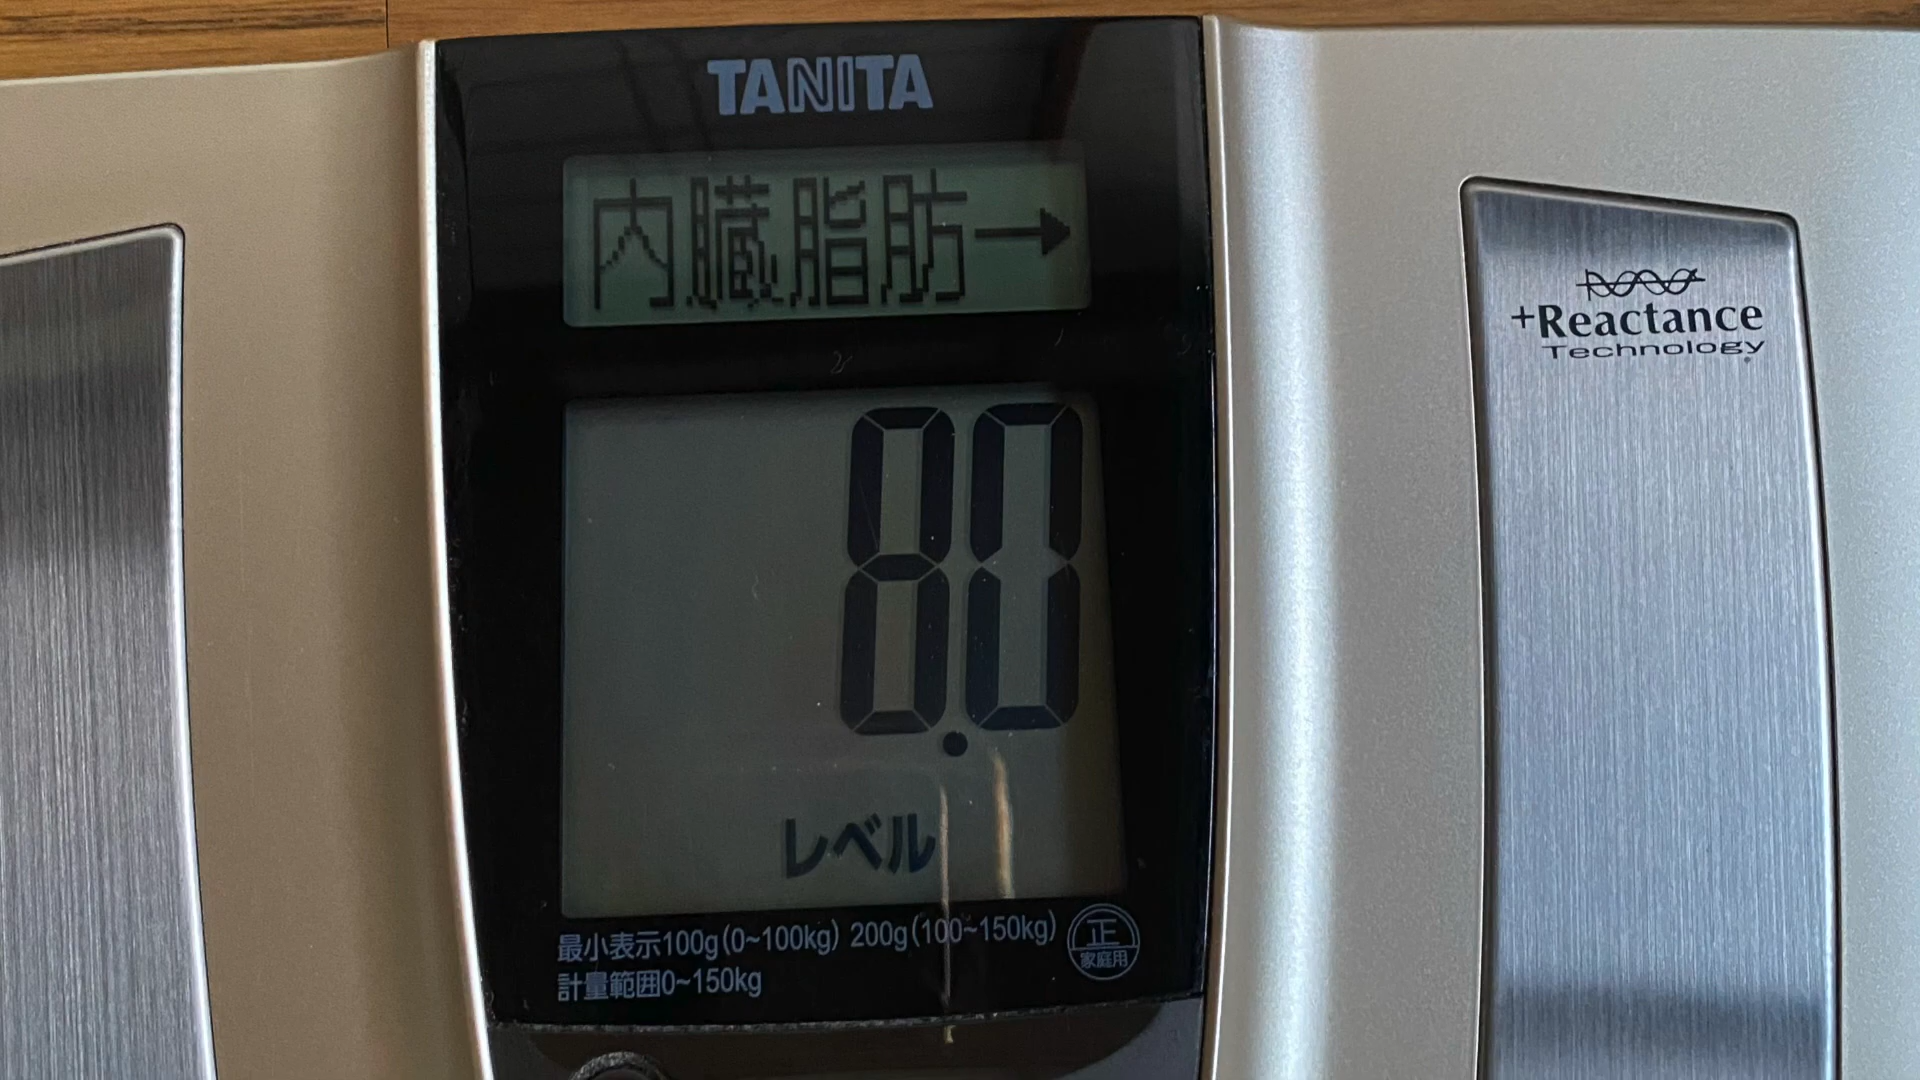 TANITA
内臓脂肪→
+Reactance
Technology
8.0
レベル
最小表示100g(0~100kg) 200g(100~150kg)
計量範囲0~150kg
正
家庭用